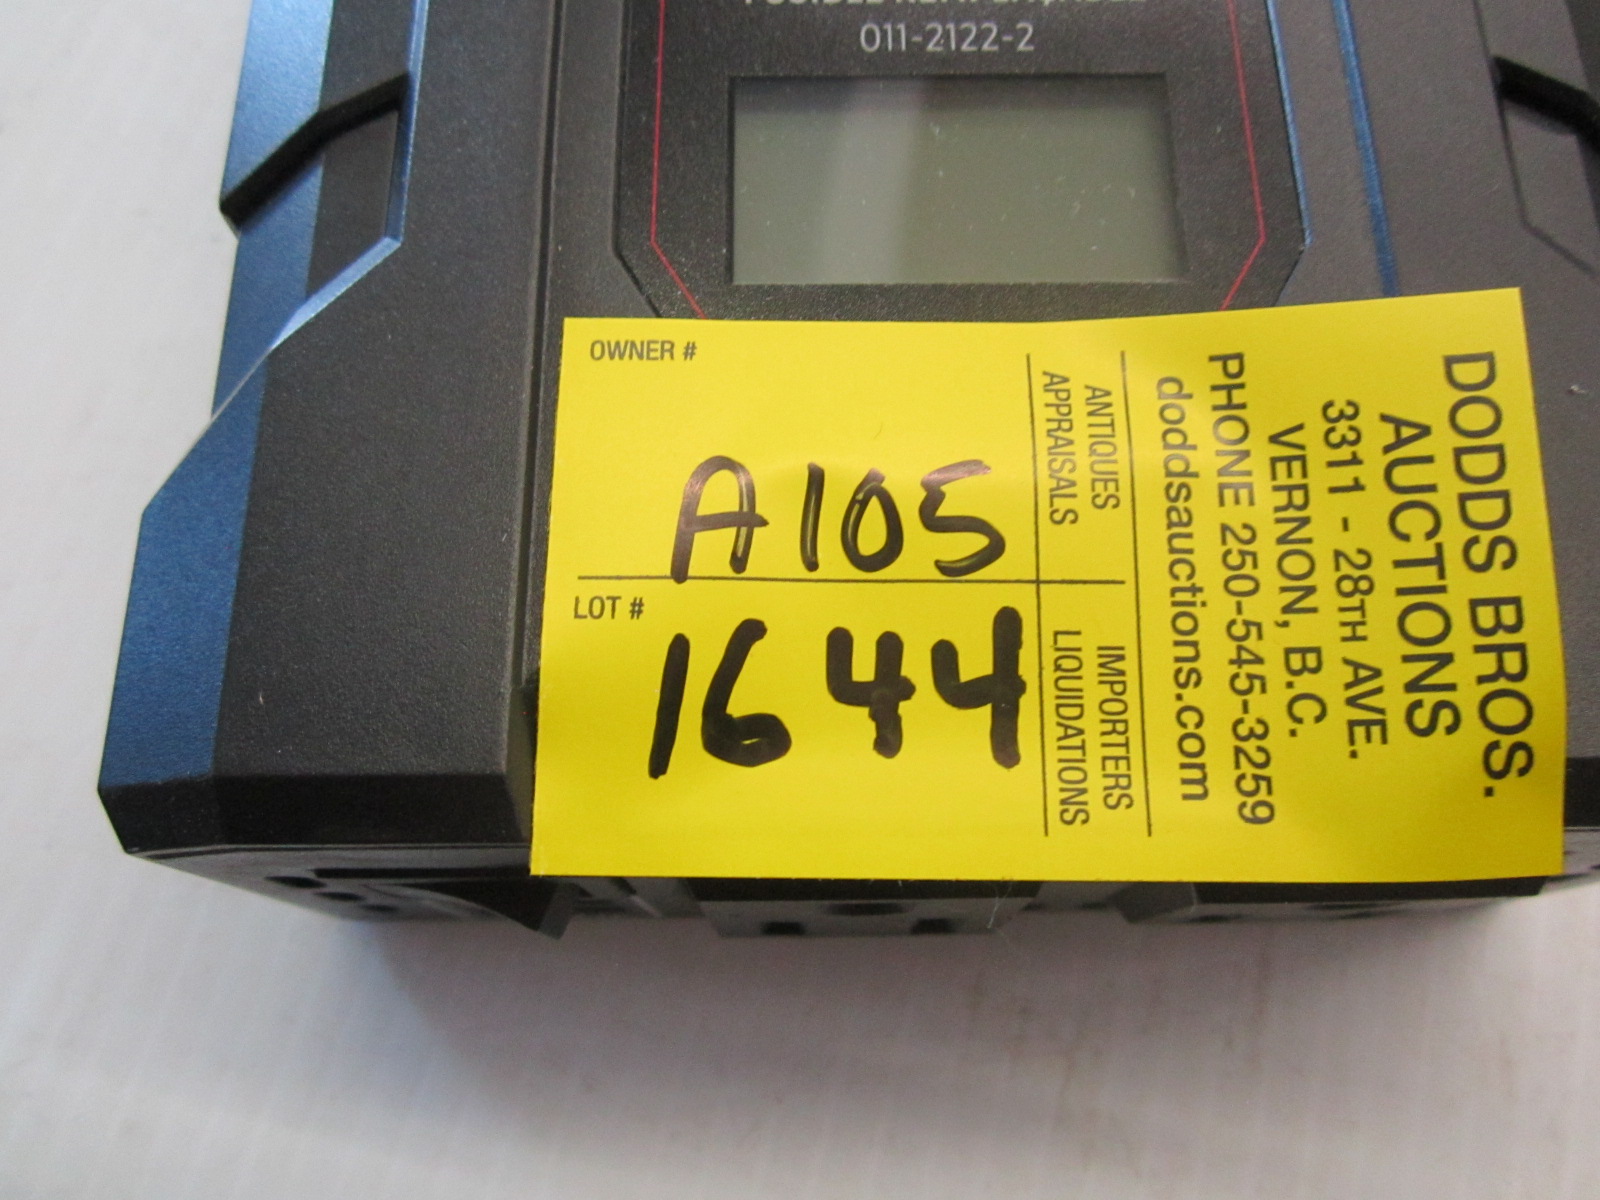 011-2122-2
OWNER #
A105
LOT #
1644
ANTIQUES
APPRAISALS
IMPORTERS
LIQUIDATIONS
DODDS BROS.
AUCTIONS
3311 - 28TH AVE.
VERNON, B.C.
PHONE 250-545-3259
doddsauctions.com